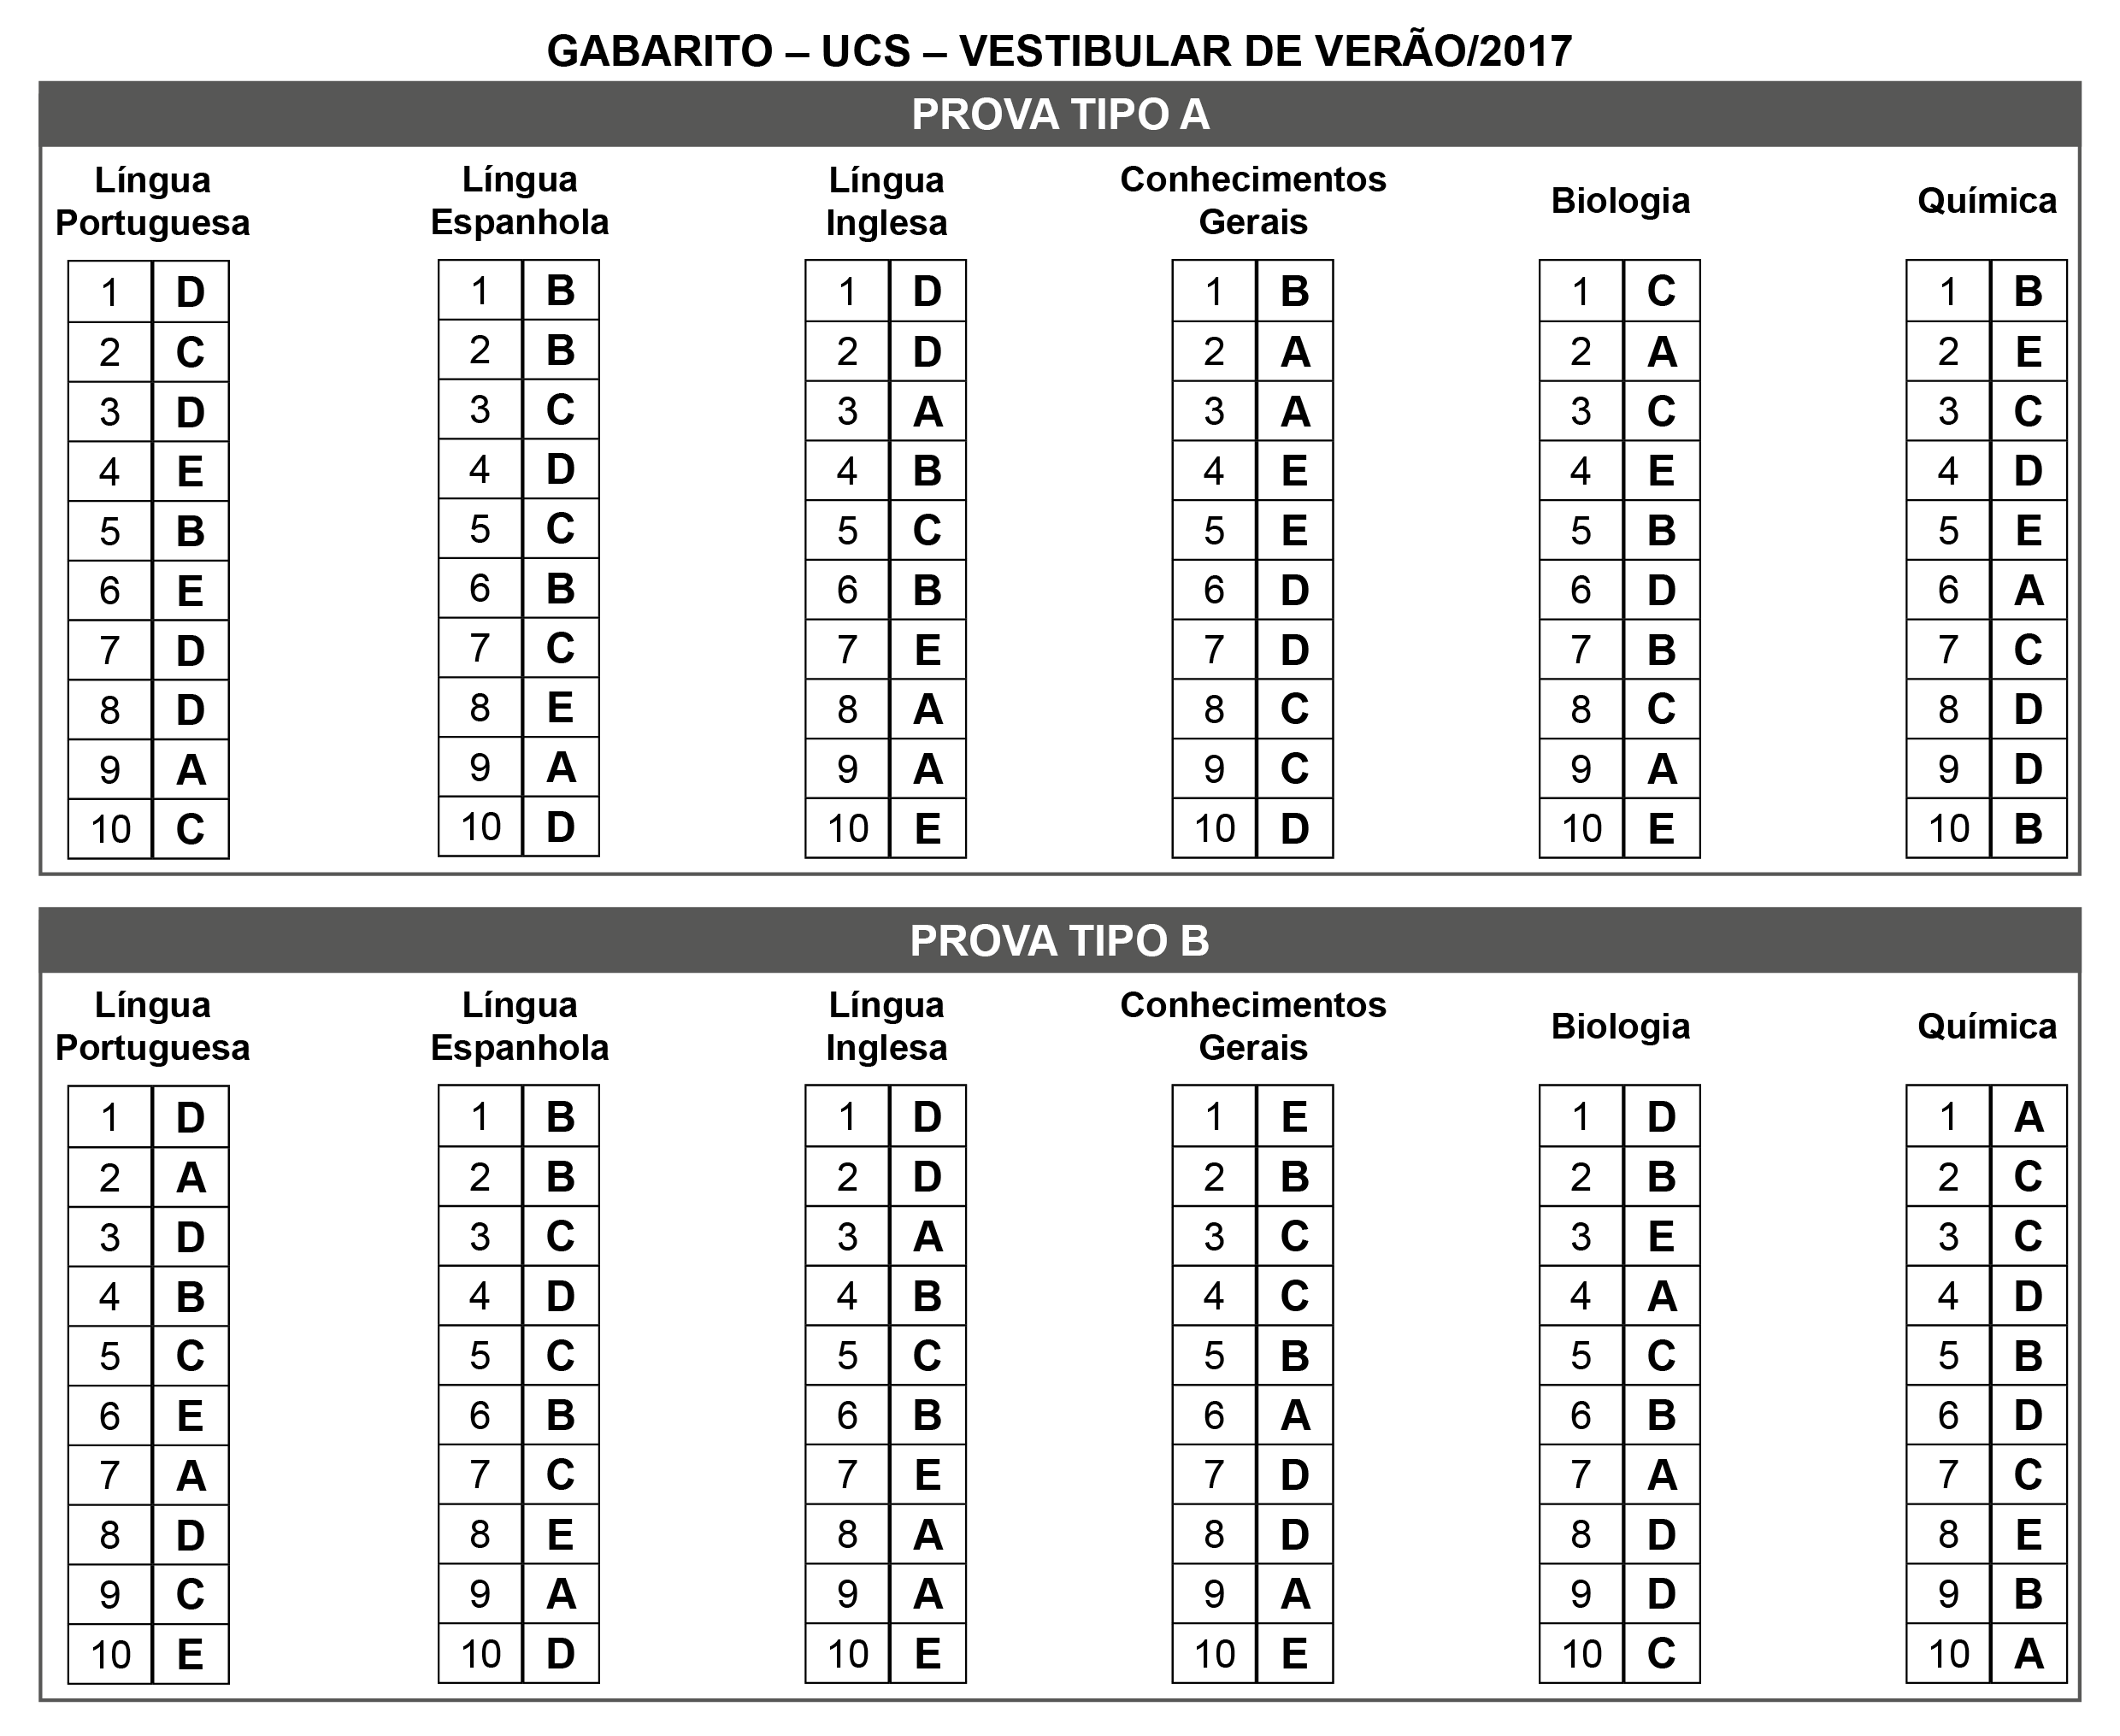 GABARITO – UCS – VESTIBULAR DE VERÃO/2017
PROVA TIPO A
Língua Portuguesa
1 D
2 C
3 D
4 E
5 B
6 E
7 D
8 D
9 A
10 C
Língua Espanhola
1 B
2 B
3 C
4 D
5 C
6 B
7 C
8 E
9 A
10 D
Língua Inglesa
1 D
2 D
3 A
4 B
5 C
6 B
7 E
8 A
9 A
10 E
Conhecimentos Gerais
1 B
2 A
3 A
4 E
5 E
6 D
7 D
8 C
9 C
10 D
Biologia
1 C
2 A
3 C
4 E
5 B
6 D
7 B
8 C
9 A
10 E
Química
1 B
2 E
3 C
4 D
5 E
6 A
7 C
8 D
9 D
10 B
PROVA TIPO B
Língua Portuguesa
1 D
2 A
3 D
4 B
5 C
6 E
7 A
8 D
9 C
10 E
Língua Espanhola
1 B
2 B
3 C
4 D
5 C
6 B
7 C
8 E
9 A
10 D
Língua Inglesa
1 D
2 D
3 A
4 B
5 C
6 B
7 E
8 A
9 A
10 E
Conhecimentos Gerais
1 E
2 B
3 C
4 C
5 B
6 A
7 D
8 D
9 A
10 E
Biologia
1 D
2 B
3 E
4 A
5 C
6 B
7 A
8 D
9 D
10 C
Química
1 A
2 C
3 C
4 D
5 B
6 D
7 C
8 E
9 B
10 A